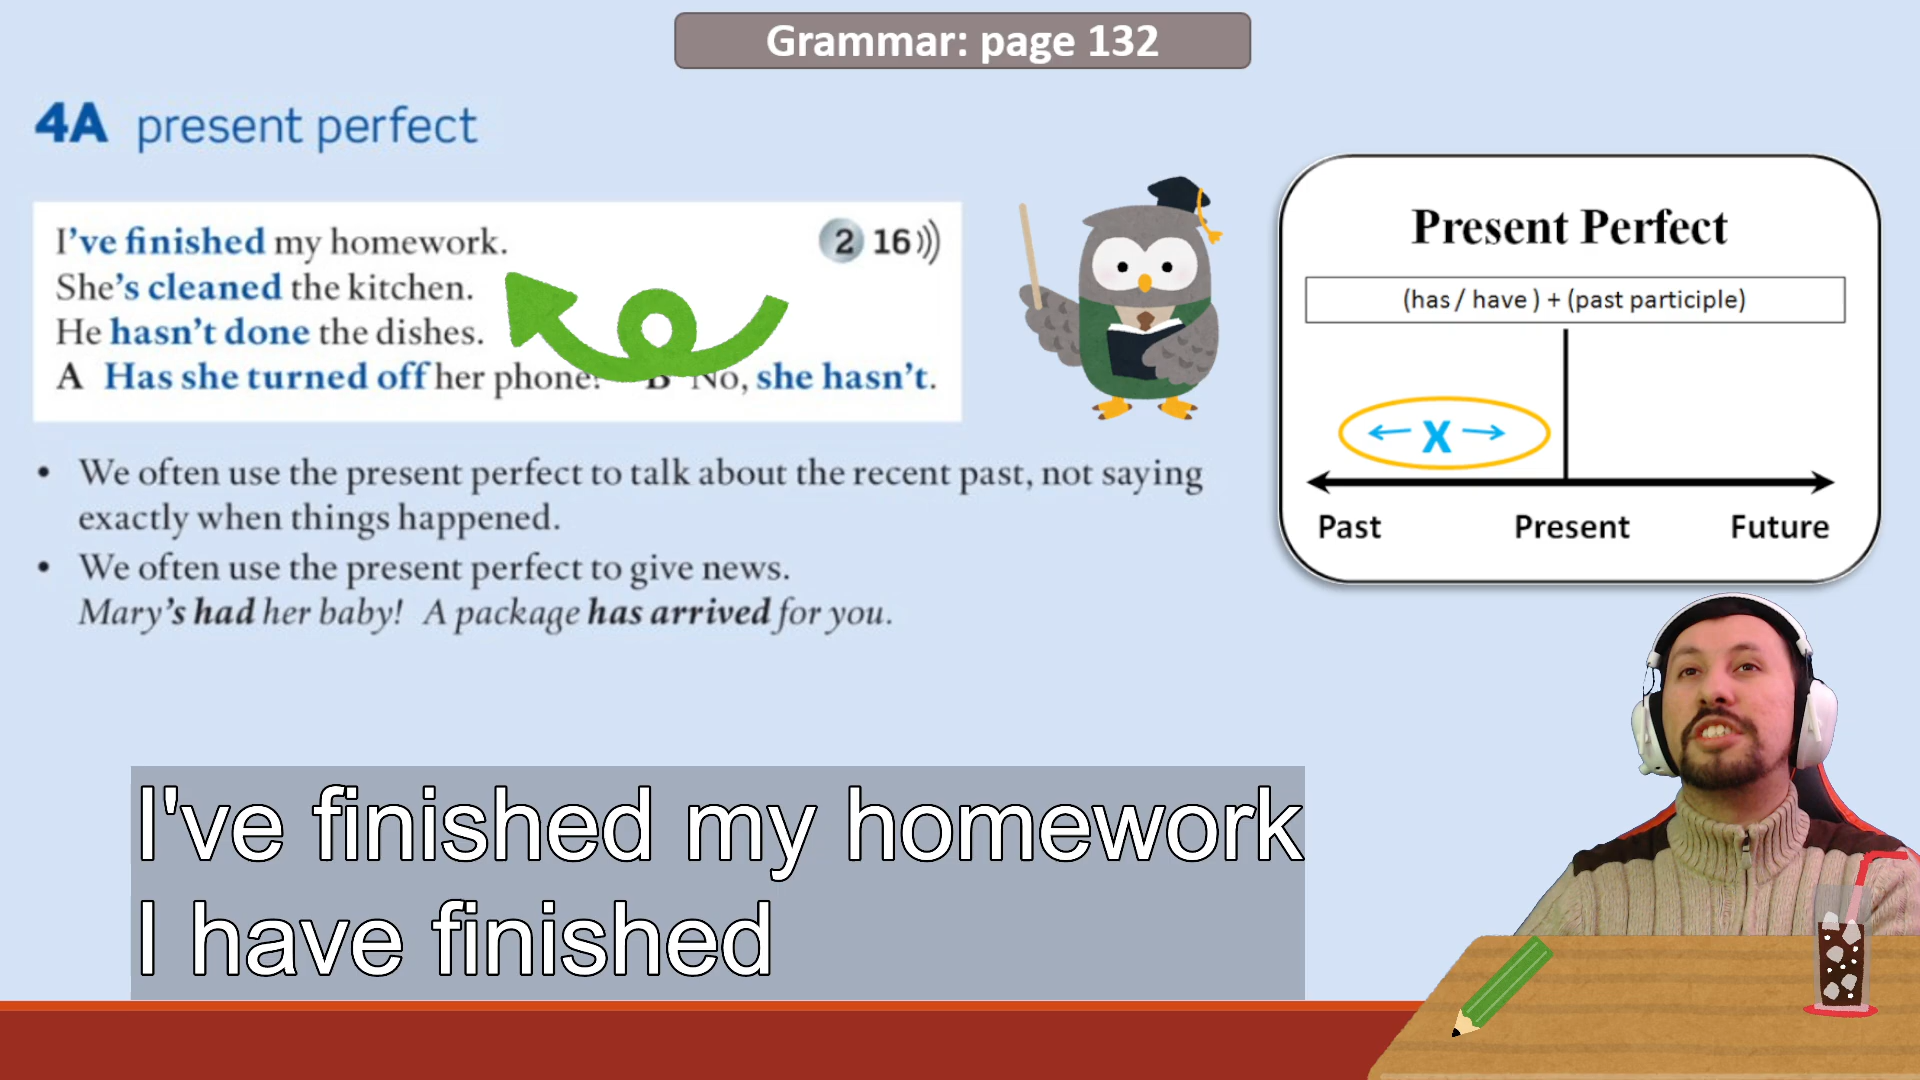 Grammar: page 132
4A present perfect
I've finished my homework.
2 16
She's cleaned the kitchen.
He hasn't done the dishes.
A Has she turned off her phone? B No, she hasn't.
• We often use the present perfect to talk about the recent past, not saying
exactly when things happened.
• We often use the present perfect to give news.
Mary's had her baby! A package has arrived for you.
Present Perfect
(has / have ) + (past participle)
← X →
Past Present Future
I've finished my homework
I have finished